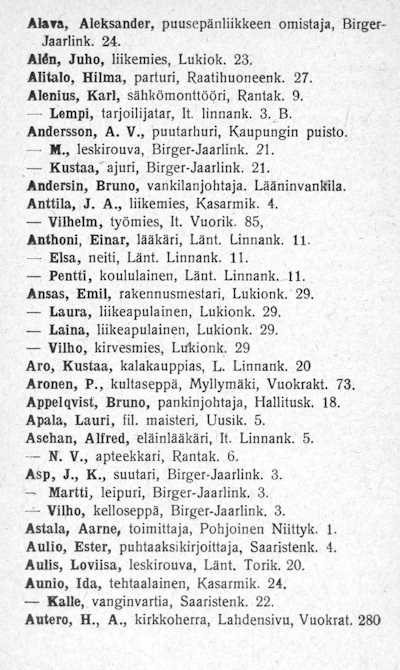 Alava, Aleksander, puusepänliikkeen omistaja, Birger-
Jaarlink. 24.
Alén, Juho, liikemies, Lukiok. 23.
Alitalo, Hilma, parturi, Raatihuoneenk. 27.
Alenius, Karl, sähkömonttööri, Rantak. 9.
— Lempi, tarjoilijatar, It. linnank. 3. B.
Andersson, A. V., puutarhuri, Kaupungin puisto.
— M., leskirouva, Birger-Jaarlink. 21.
— Kustaa, ajuri, Birger-Jaarlink. 21.
Andersin, Bruno, vankilanjohtaja. Lääninvankila.
Anttila, J. A., liikemies, Kasarmik. 4.
— Vilhelm, työmies, It. Vuorik. 85,
Anthoni, Einar, lääkäri, Länt. Linnank. 11.
— Elsa, neiti, Länt. Linnank. 11.
— Pentti, koululainen, Länt. Linnank. 11.
Ansas, Emil, rakennusmestari, Lukionk. 29.
— Laura, liikeapulainen, Lukionk. 29.
— Laina, liikeapulainen, Lukionk. 29.
— Vilho, kirvesmies, Lukionk. 29
Aro, Kustaa, kalakauppias, L. Linnank. 20
Aronen, P., kultaseppä, Myllymäki, Vuokrakt. 73.
Appelqvist, Bruno, pankinjohtaja, Hallitusk. 18.
Apala, Lauri, fil. maisteri, Uusik. 5.
Aschan, Alfred, eläinlääkäri, It. Linnank. 5.
— N. V., apteekkari, Rantak. 6.
Asp, J., K., suutari, Birger-Jaarlink. 3.
— Martti, leipuri, Birger-Jaarlink. 3.
— Vilho, kelloseppä, Birger-Jaarlink. 3.
Astala, Aarne, toimittaja, Pohjoinen Niittyk. 1.
Aulio, Ester, puhtaaksikirjoittaja, Saaristenk. 4.
Aulis, Loviisa, leskirouva, Länt. Torik. 20.
Aunio, Ida, tehtaalainen, Kasarmik. 24.
— Kalle, vanginvartia, Saaristenk. 22.
Autero, H., A., kirkkoherra, Lahdensivu, Vuokrat. 280